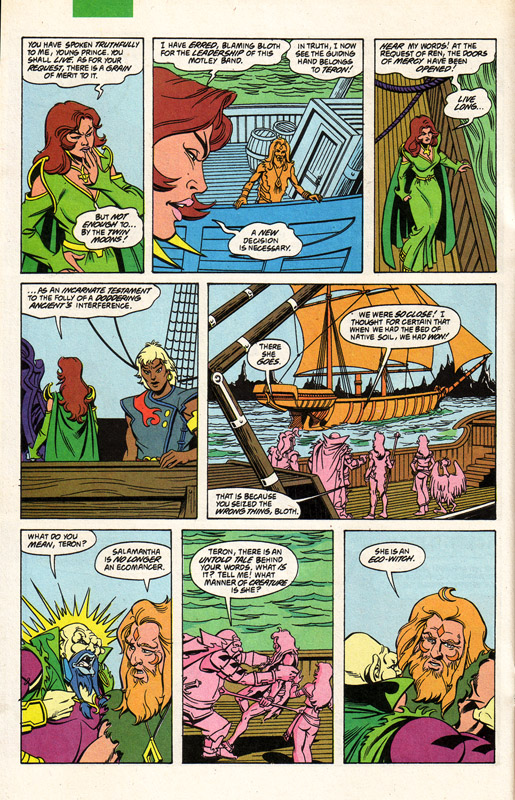 YOU HAVE SPOKEN TRUTHFULLY
TO ME, YOUNG PRINCE. YOU
SHALL LIVE. AS FOR YOUR
REQUEST, THERE IS A GRAIN
OF MERIT TO IT.
BUT NOT
ENOUGH TO...
BY THE TWIN
MOONS!
I HAVE ERRED, BLAMING BLOTH
FOR THE LEADERSHIP OF THIS
MOTLEY BAND.
IN TRUTH, I NOW
SEE THE GUIDING
HAND BELONGS
TO TERON!
A NEW
DECISION
IS NECESSARY.
HEAR MY WORDS! AT THE
REQUEST OF REN, THE DOORS
OF MERCY HAVE BEEN
OPENED!
LIVE
LONG...
...AS AN INCARNATE TESTAMENT
TO THE FOLLY OF A DODDERING
ANCIENT'S INTERFERENCE.
THERE
SHE
GOES.
WE WERE SO CLOSE! I
THOUGHT FOR CERTAIN THAT
WHEN WE HAD THE BED OF
NATIVE SOIL, WE HAD WON!
THAT IS BECAUSE
YOU SEIZED THE
WRONG THING, BLOTH.
WHAT DO YOU
MEAN, TERON?
SALAMANTHA
IS NO LONGER
AN ECOMANCER.
TERON, THERE IS AN
UNTOLD TALE BEHIND
YOUR WORDS. WHAT IS
IT? TELL ME! WHAT
MANNER OF CREATURE
IS SHE?
SHE IS AN
ECO-WITCH.